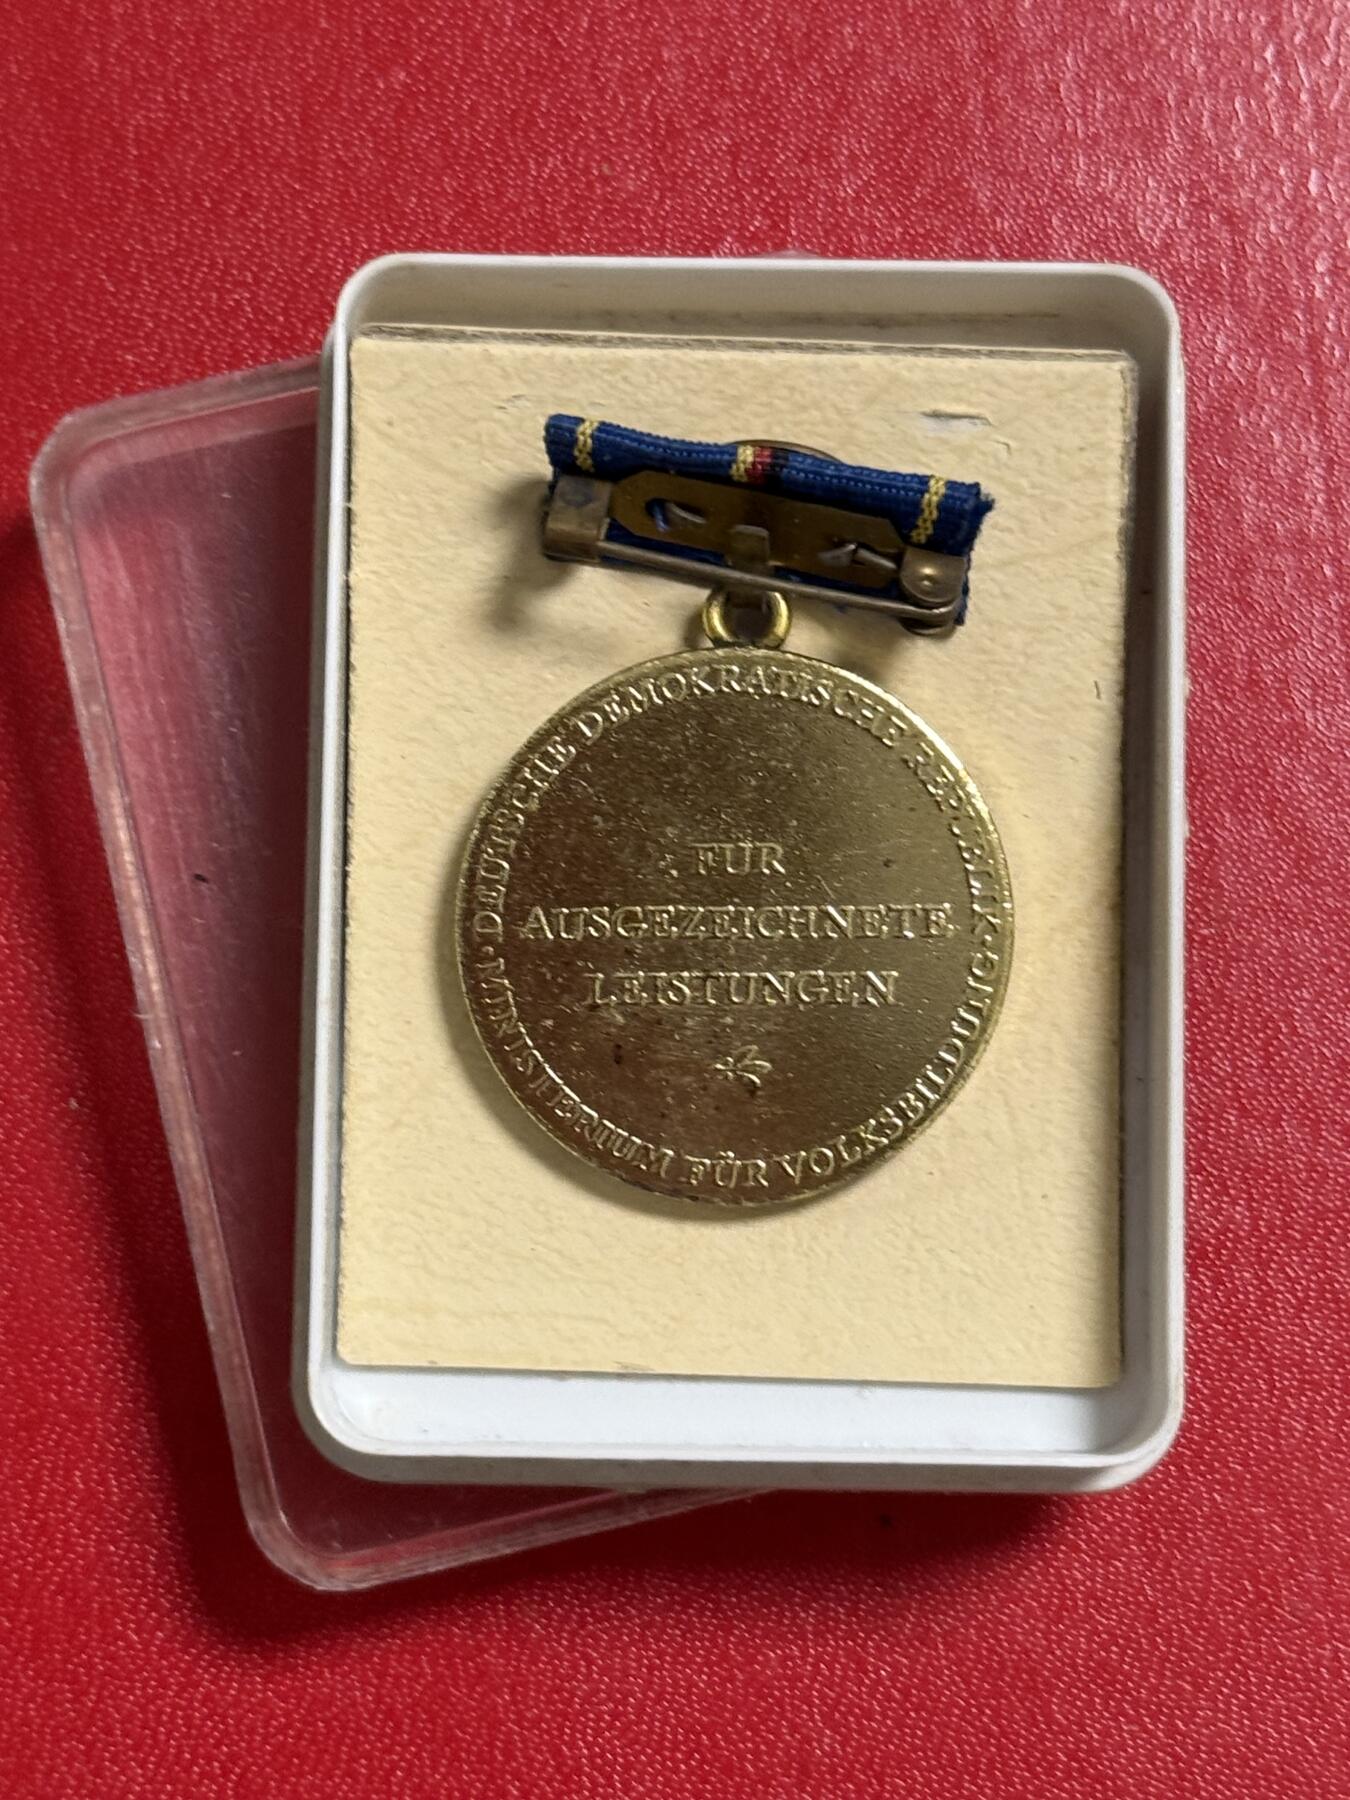 DEUTSCHE DEMOKRATISCHE REPUBLIK
FÜR
AUSGEZEICHNETE
LEISTUNGEN
MINISTERIUM FÜR VOLKSBILDUNG